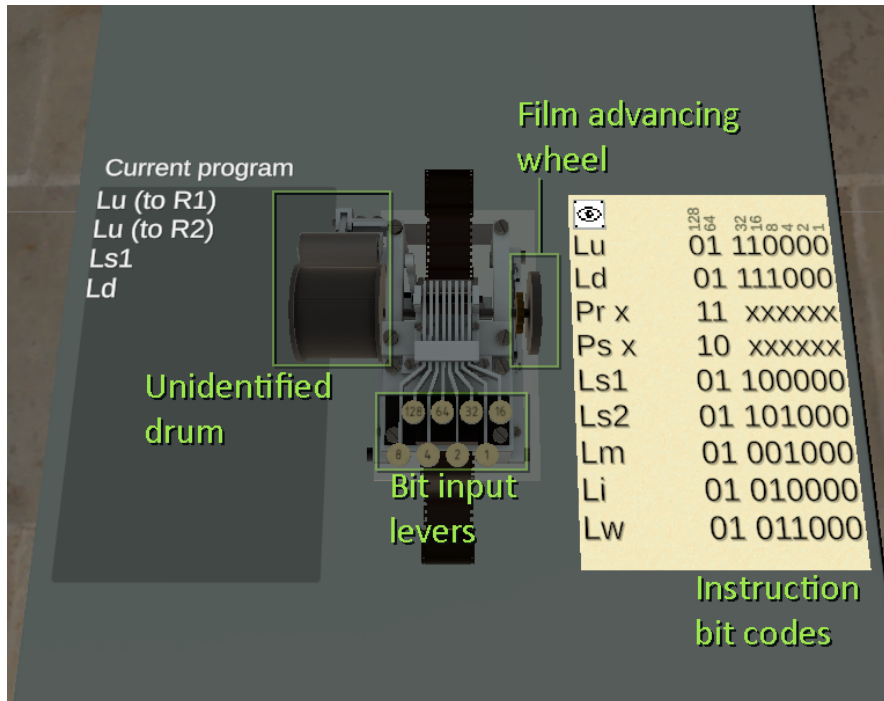 Film advancing
wheel
Current program
Lu (to R1)
Lu (to R2)
Ls1
Ld
128 64 32 16 8 4 2 1
Lu 01 110000
Ld 01 111000
Pr x 11 xxxxxx
Ps x 10 xxxxxx
Ls1 01 100000
Ls2 01 101000
Lm 01 001000
Li 01 010000
Lw 01 011000
Unidentified
drum
128 64 32 16
8 4 2 1
Bit input
levers
Instruction
bit codes